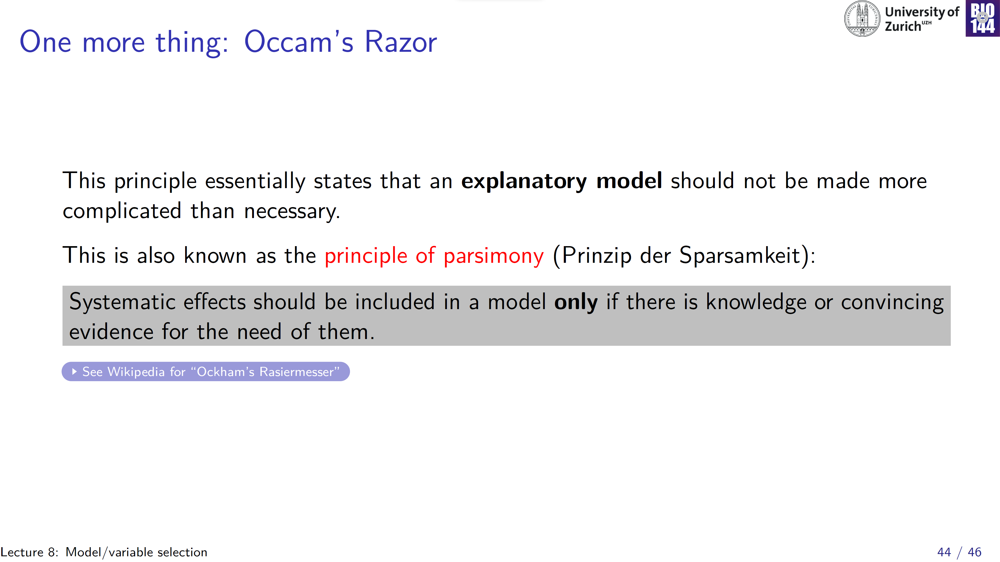 University of
Zurich UZH
BIO
144
One more thing: Occam's Razor
This principle essentially states that an explanatory model should not be made more
complicated than necessary.
This is also known as the principle of parsimony (Prinzip der Sparsamkeit):
Systematic effects should be included in a model only if there is knowledge or convincing
evidence for the need of them.
See Wikipedia for “Ockham's Rasiermesser”
Lecture 8: Model/variable selection
44 / 46